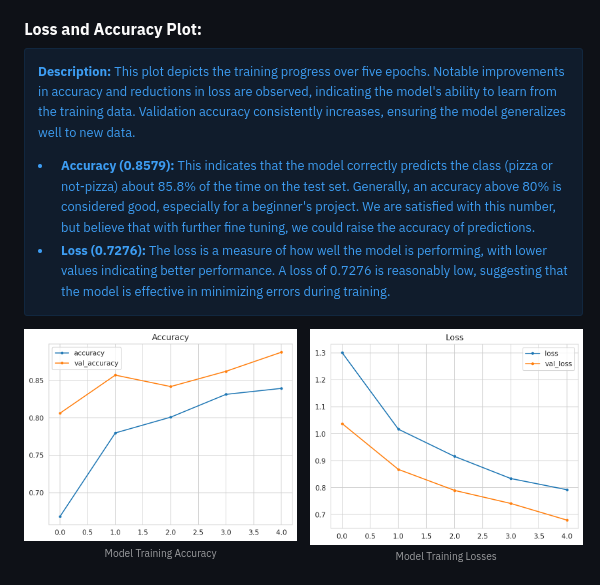 Loss and Accuracy Plot:
Description: This plot depicts the training progress over five epochs. Notable improvements
in accuracy and reductions in loss are observed, indicating the model's ability to learn from
the training data. Validation accuracy consistently increases, ensuring the model generalizes
well to new data.
• Accuracy (0.8579): This indicates that the model correctly predicts the class (pizza or
not-pizza) about 85.8% of the time on the test set. Generally, an accuracy above 80% is
considered good, especially for a beginner's project. We are satisfied with this number,
but believe that with further fine tuning, we could raise the accuracy of predictions.
• Loss (0.7276): The loss is a measure of how well the model is performing, with lower
values indicating better performance. A loss of 0.7276 is reasonably low, suggesting that
the model is effective in minimizing errors during training.
Accuracy
accuracy
val_accuracy
0.85
0.80
0.75
0.70
0.0 0.5 1.0 1.5 2.0 2.5 3.0 3.5 4.0
Model Training Accuracy
Loss
loss
val_loss
1.3
1.2
1.1
1.0
0.9
0.8
0.7
0.0 0.5 1.0 1.5 2.0 2.5 3.0 3.5 4.0
Model Training Losses